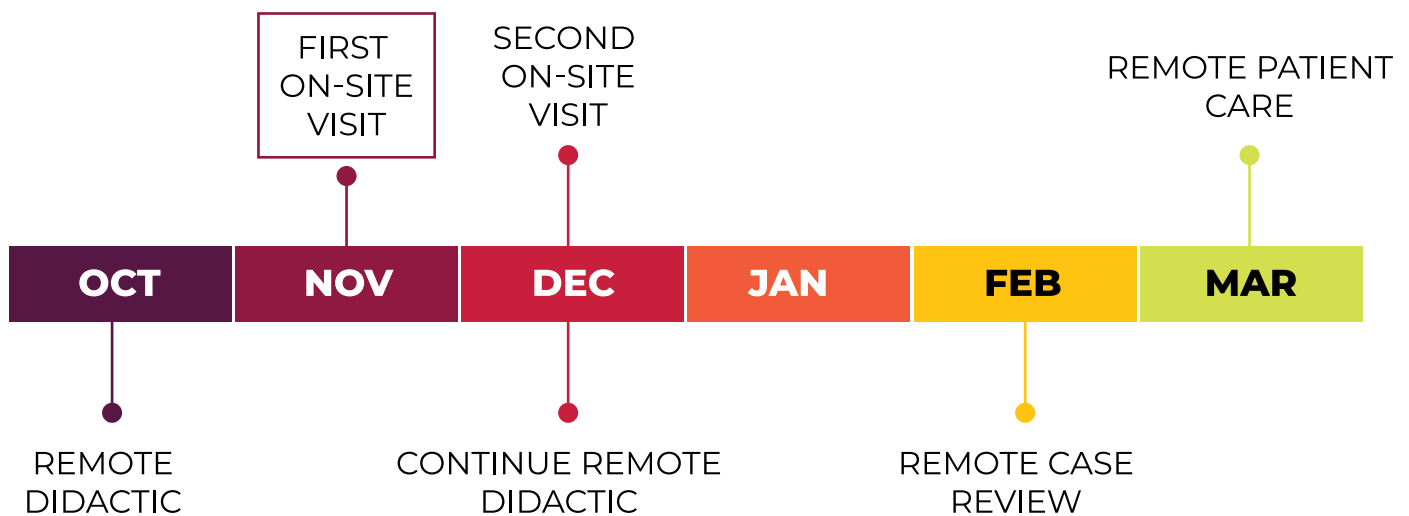 FIRST
ON-SITE
VISIT
SECOND
ON-SITE
VISIT
REMOTE PATIENT
CARE
OCT
NOV
DEC
JAN
FEB
MAR
REMOTE
DIDACTIC
CONTINUE REMOTE
DIDACTIC
REMOTE CASE
REVIEW